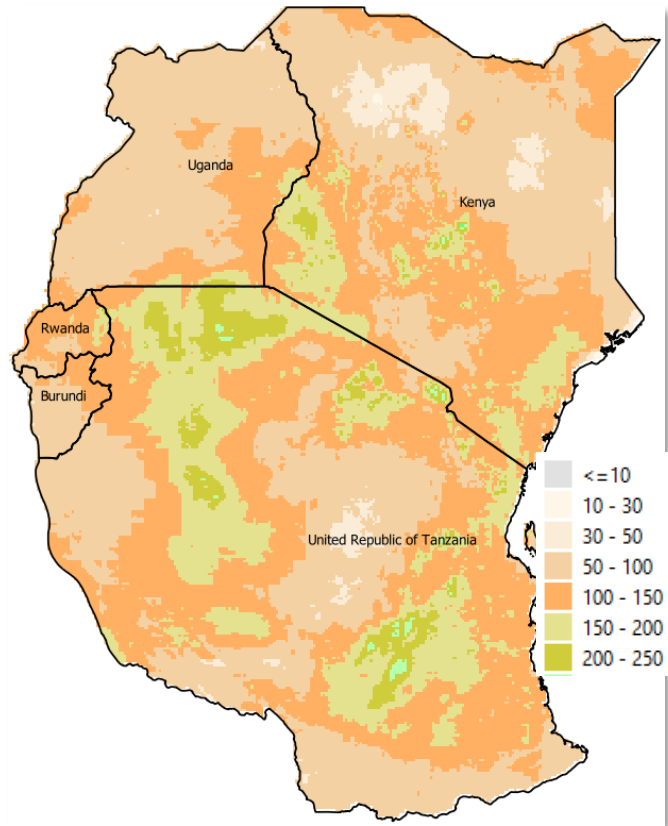 Uganda
Kenya
Rwanda
Burundi
United Republic of Tanzania
<=10
10 - 30
30 - 50
50 - 100
100 - 150
150 - 200
200 - 250